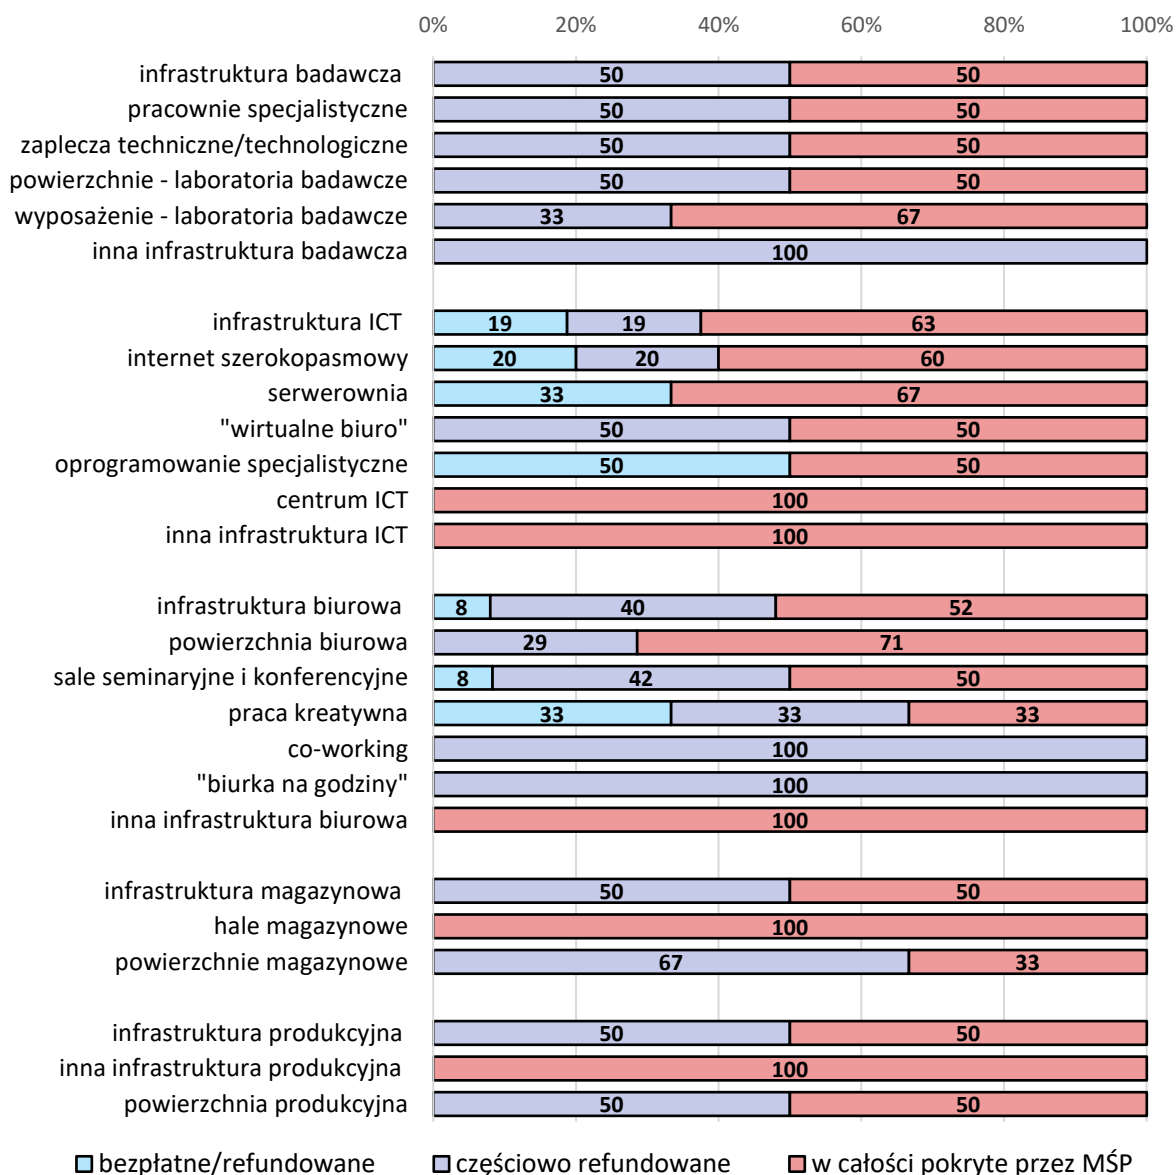 0% 20% 40% 60% 80% 100%
infrastruktura badawcza 50 50
pracownie specjalistyczne 50 50
zaplecza techniczne/technologiczne 50 50
powierzchnie - laboratoria badawcze 50 50
wyposażenie - laboratoria badawcze 33 67
inna infrastruktura badawcza 100
infrastruktura ICT 19 19 63
internet szerokopasmowy 20 20 60
serwerownia 33 67
"wirtualne biuro" 50 50
oprogramowanie specjalistyczne 50 50
centrum ICT 100
inna infrastruktura ICT 100
infrastruktura biurowa 8 40 52
powierzchnia biurowa 29 71
sale seminaryjne i konferencyjne 8 42 50
praca kreatywna 33 33 33
co-working 100
"biurka na godziny" 100
inna infrastruktura biurowa 100
infrastruktura magazynowa 50 50
hale magazynowe 100
powierzchnie magazynowe 67 33
infrastruktura produkcyjna 50 50
inna infrastruktura produkcyjna 100
powierzchnia produkcyjna 50 50
bezpłatne/refundowane częściowo refundowane w całości pokryte przez MŚP